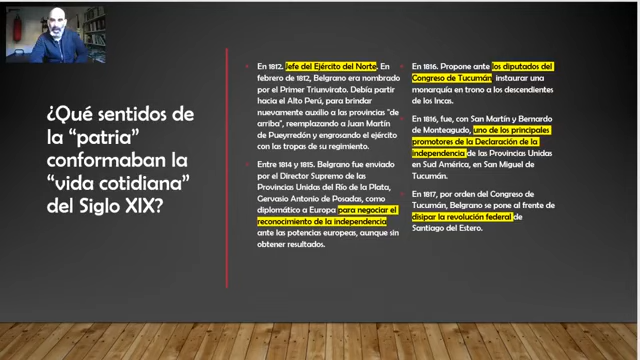 ¿Qué sentidos de
la “patria”
conformaban la
“vida cotidiana”
del Siglo XIX?
En 1812. Jefe del Ejército del Norte. En
febrero de 1812, Belgrano era nombrado
por el Primer Triunvirato. Debía partir
hacia el Alto Perú, para brindar
nuevamente auxilio a las provincias "de
arriba", reemplazando a Juan Martín
de Pueyrredón y engrosando el ejército
con las tropas de su regimiento.
Entre 1814 y 1815. Belgrano fue enviado
por el Director Supremo de las
Provincias Unidas del Río de la Plata,
Gervasio Antonio de Posadas, como
diplomático a Europa para negociar el
reconocimiento de la independencia
ante las potencias europeas, aunque sin
obtener resultados.
En 1816. Propone ante los diputados del
Congreso de Tucumán instaurar una
monarquía en trono a los descendientes
de los Incas.
En 1816, fue, con San Martín y Bernardo
de Monteagudo, uno de los principales
promotores de la Declaración de la
independencia de las Provincias Unidas
en Sud América, en San Miguel de
Tucumán.
En 1817, por orden del Congreso de
Tucumán, Belgrano se pone al frente de
disipar la revolución federal de
Santiago del Estero.